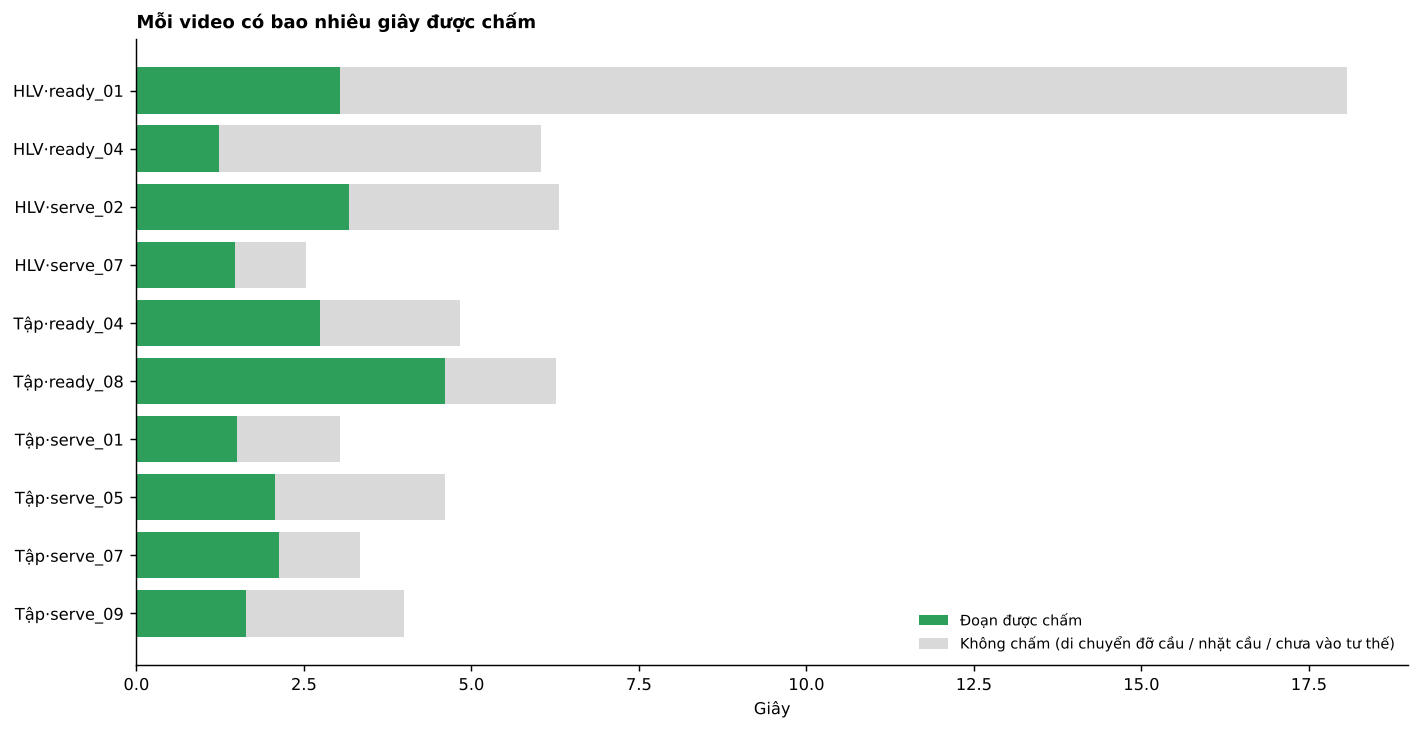 Mỗi video có bao nhiêu giây được chấm
HLV·ready_01
HLV·ready_04
HLV·serve_02
HLV·serve_07
Tập·ready_04
Tập·ready_08
Tập·serve_01
Tập·serve_05
Tập·serve_07
Tập·serve_09
Đoạn được chấm
Không chấm (di chuyển đỡ cầu / nhặt cầu / chưa vào tư thế)
0.0 2.5 5.0 7.5 10.0 12.5 15.0 17.5
Giây